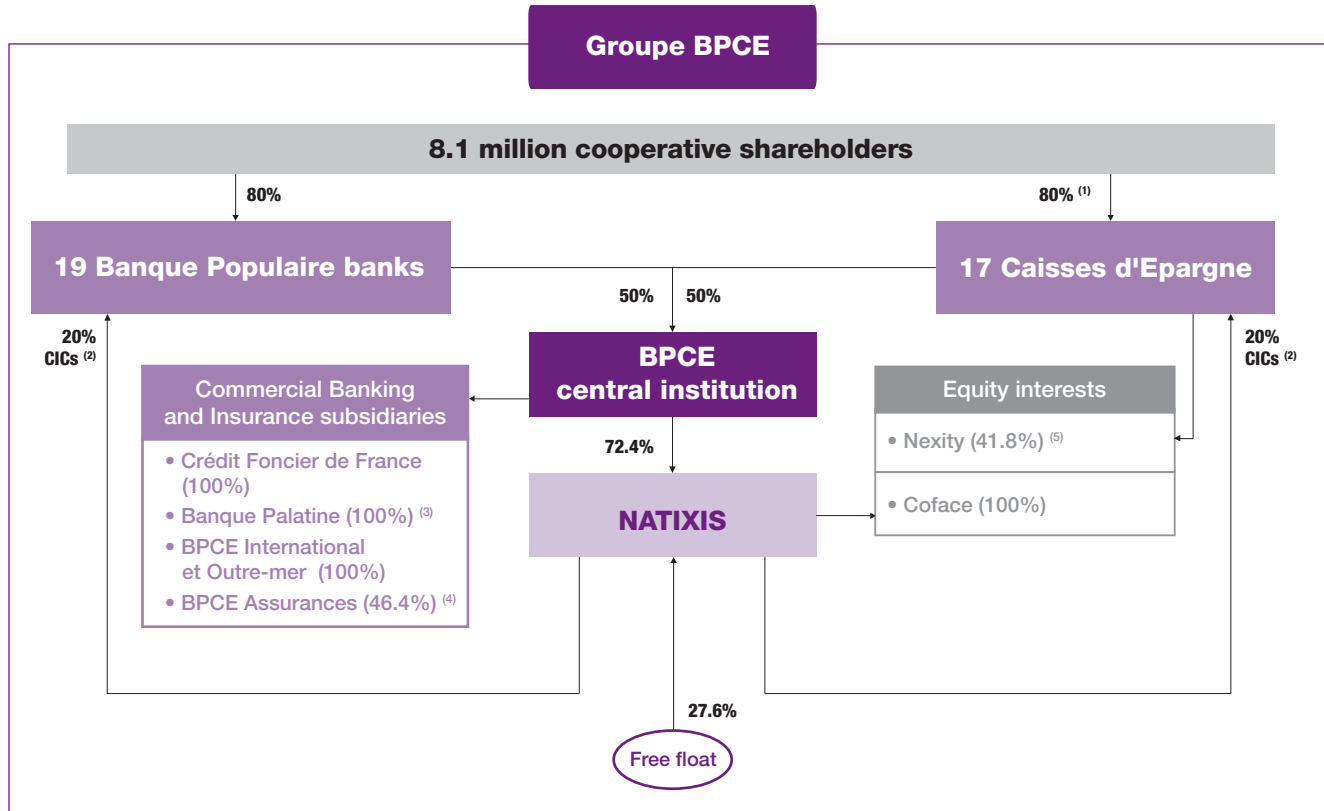 Groupe BPCE
8.1 million cooperative shareholders
80%
80% (1)
19 Banque Populaire banks
17 Caisses d'Epargne
50%
50%
20%
CICs (2)
20%
CICs (2)
BPCE
central institution
Commercial Banking
and Insurance subsidiaries
• Crédit Foncier de France
(100%)
• Banque Palatine (100%) (3)
• BPCE International
et Outre-mer (100%)
• BPCE Assurances (46.4%) (4)
Equity interests
• Nexity (41.8%) (5)
• Coface (100%)
72.4%
NATIXIS
27.6%
Free float